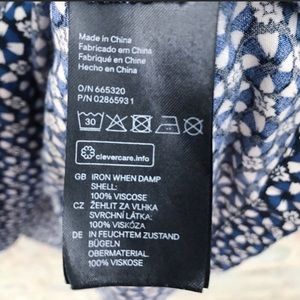 Made in China
Fabricado em China
Fabriqué en China
Hecho en China
O/N 665320
P/N 02865931
30
clevercare.info
GB IRON WHEN DAMP
SHELL:
100% VISCOSE
CZ ŽEHLIT ZA VLHKA
SVRCHNÍ LÁTKA:
100% VISKÓZA
DE IN FEUCHTEM ZUSTAND
BÜGELN
OBERMATERIAL:
100% VISKOSE